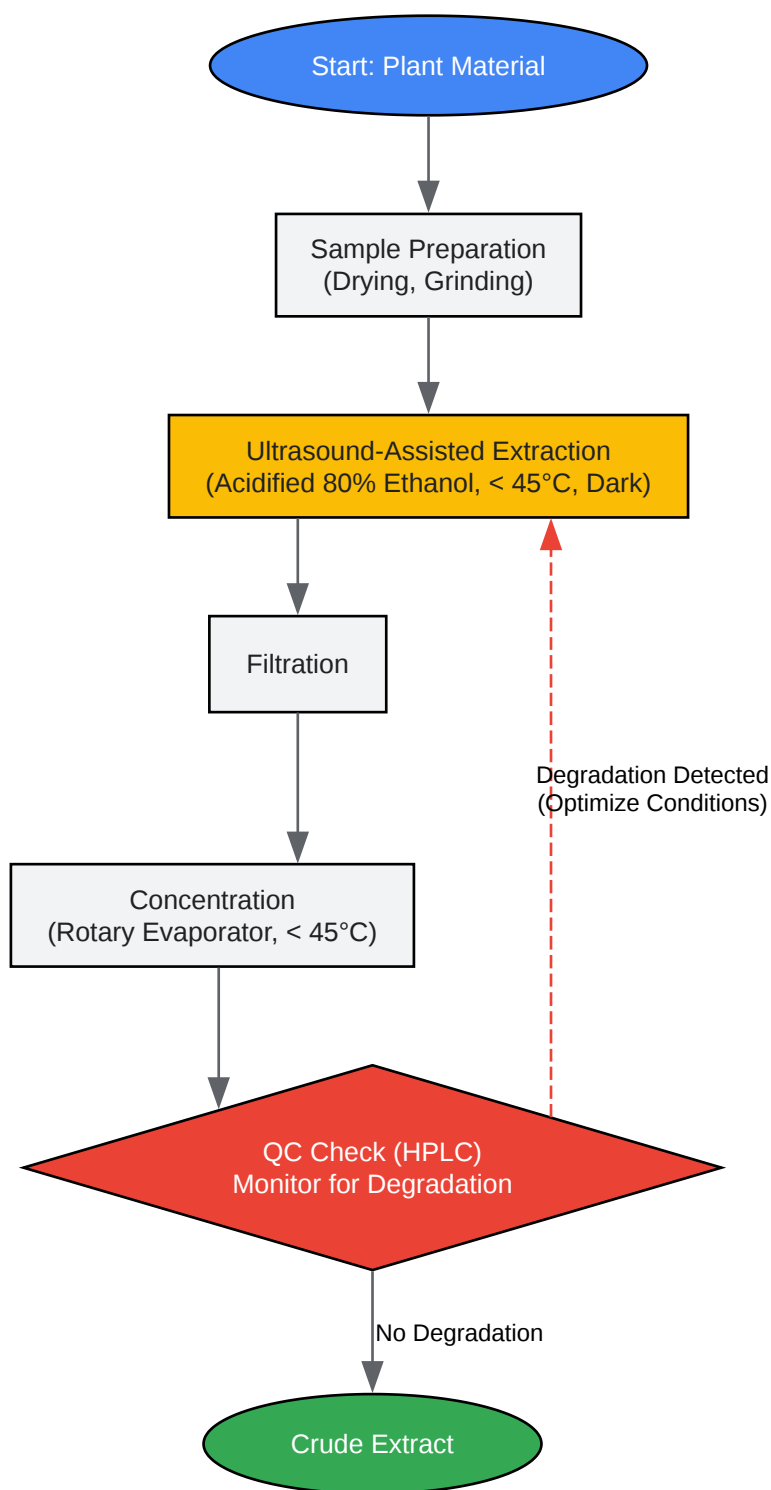 Start: Plant Material
Sample Preparation
(Drying, Grinding)
Ultrasound-Assisted Extraction
(Acidified 80% Ethanol, < 45°C, Dark)
Filtration
Degradation Detected
(Optimize Conditions)
Concentration
(Rotary Evaporator, < 45°C)
QC Check (HPLC)
Monitor for Degradation
No Degradation
Crude Extract